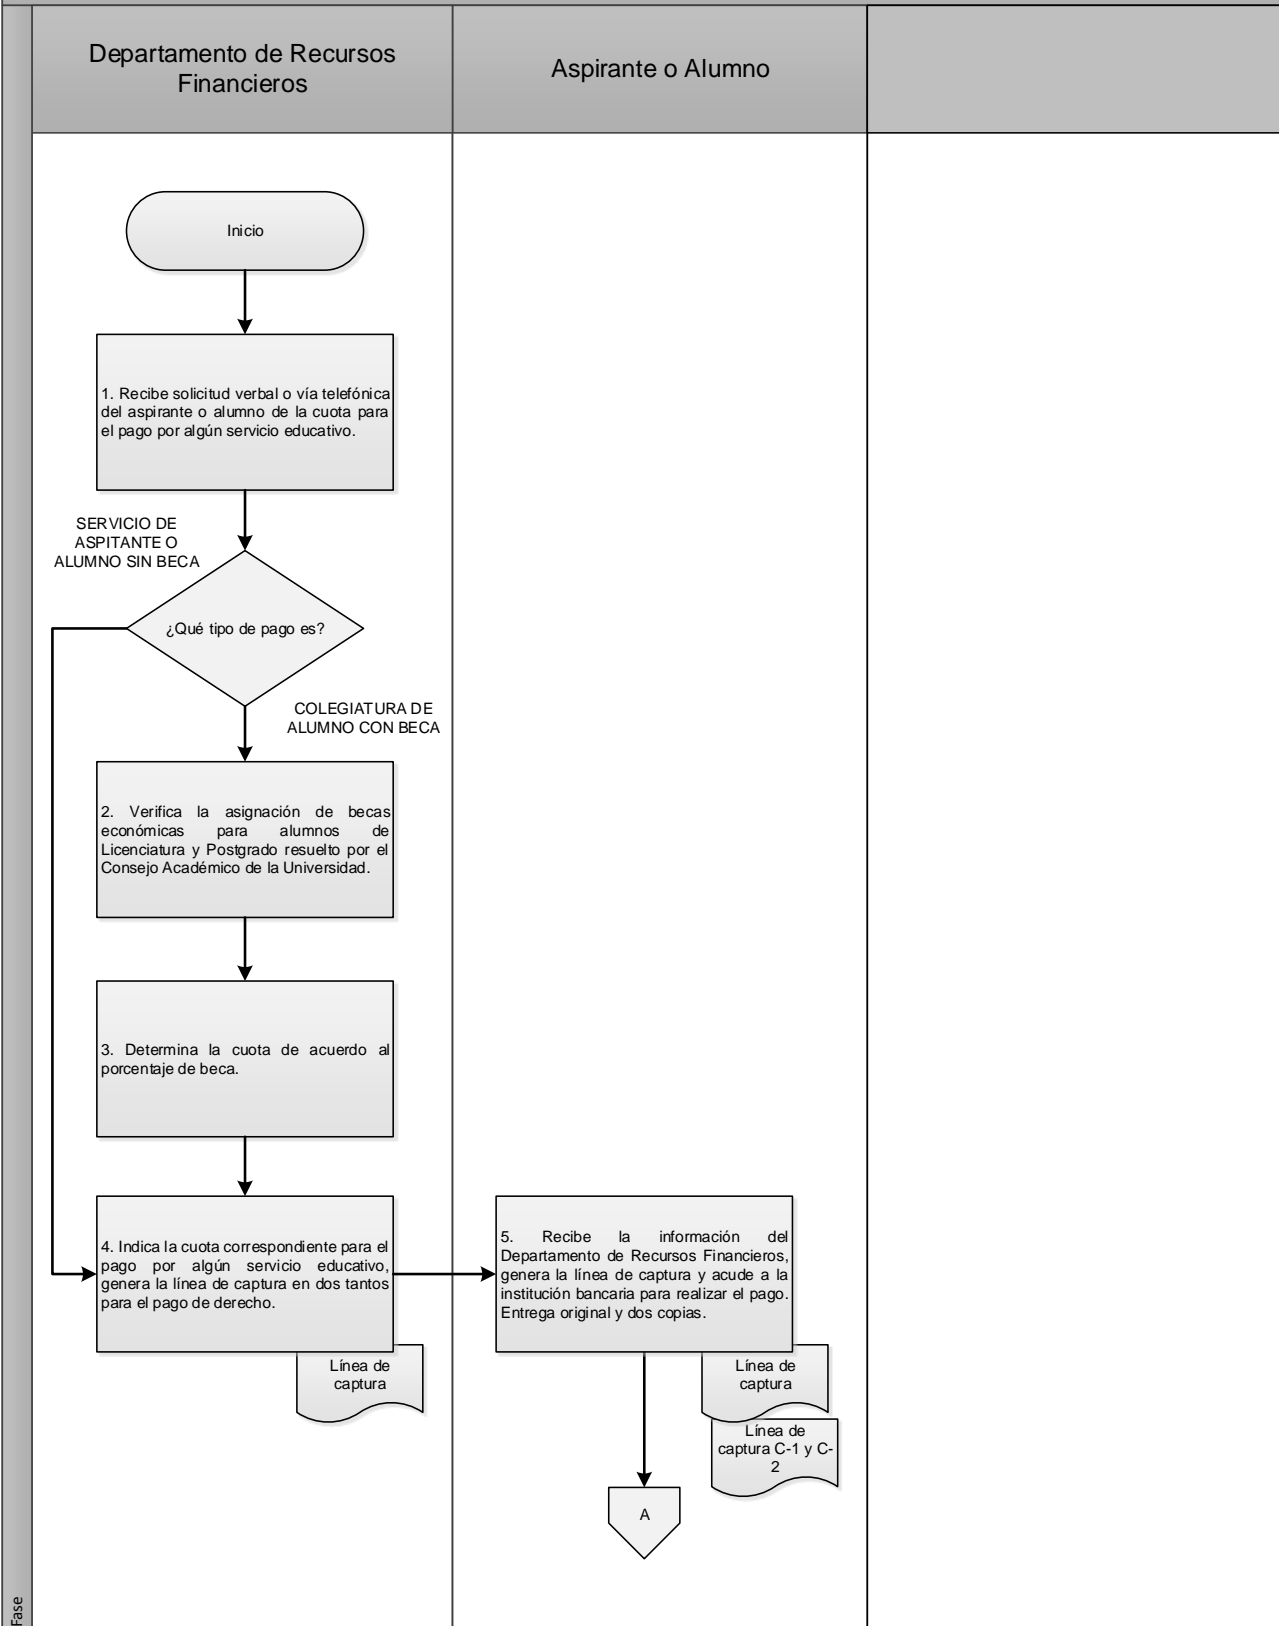 Departamento de Recursos
Financieros
Aspirante o Alumno
Inicio
1. Recibe solicitud verbal o vía telefónica
del aspirante o alumno de la cuota para
el pago por algún servicio educativo.
SERVICIO DE
ASPITANTE O
ALUMNO SIN BECA
¿Qué tipo de pago es?
COLEGIATURA DE
ALUMNO CON BECA
2. Verifica la asignación de becas
económicas para alumnos de
Licenciatura y Postgrado resuelto por el
Consejo Académico de la Universidad.
3. Determina la cuota de acuerdo al
porcentaje de beca.
4. Indica la cuota correspondiente para el
pago por algún servicio educativo,
genera la línea de captura en dos tantos
para el pago de derecho.
Línea de
captura
5. Recibe la información del
Departamento de Recursos Financieros,
genera la línea de captura y acude a la
institución bancaria para realizar el pago.
Entrega original y dos copias.
Línea de
captura
Línea de
captura C-1 y C-
2
A
Fase